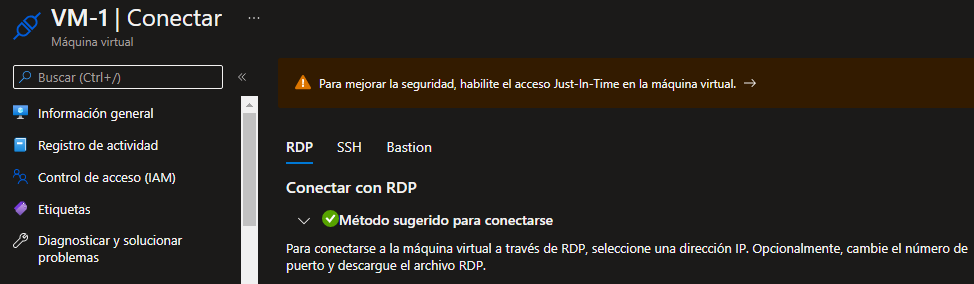 VM-1 | Conectar ...
Máquina virtual
Buscar (Ctrl+/)
«
Información general
Registro de actividad
Control de acceso (IAM)
Etiquetas
Diagnosticar y solucionar
problemas
Para mejorar la seguridad, habilite el acceso Just-In-Time en la máquina virtual. →
RDP SSH Bastion
Conectar con RDP
Método sugerido para conectarse
Para conectarse a la máquina virtual a través de RDP, seleccione una dirección IP. Opcionalmente, cambie el número de
puerto y descargue el archivo RDP.